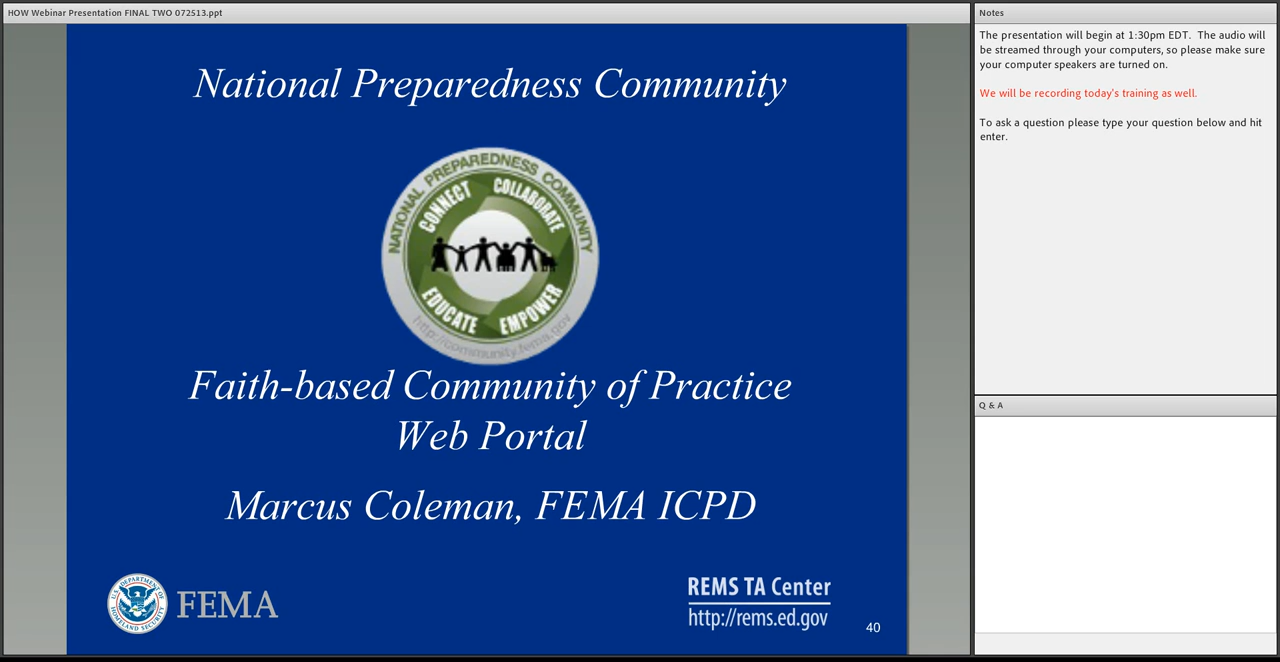 HOW Webinar Presentation FINAL TWO 072513.ppt
National Preparedness Community
NATIONAL PREPAREDNESS COMMUNITY
CONNECT
COLLABORATE
EDUCATE
EMPOWER
http://community.fema.gov
Faith-based Community of Practice
Web Portal
Marcus Coleman, FEMA ICPD
U.S. DEPARTMENT OF
HOMELAND SECURITY
FEMA
REMS TA Center
http://rems.ed.gov
40
Notes
The presentation will begin at 1:30pm EDT.  The audio will
be streamed through your computers, so please make sure
your computer speakers are turned on.
We will be recording today's training as well.
To ask a question please type your question below and hit
enter.
Q & A